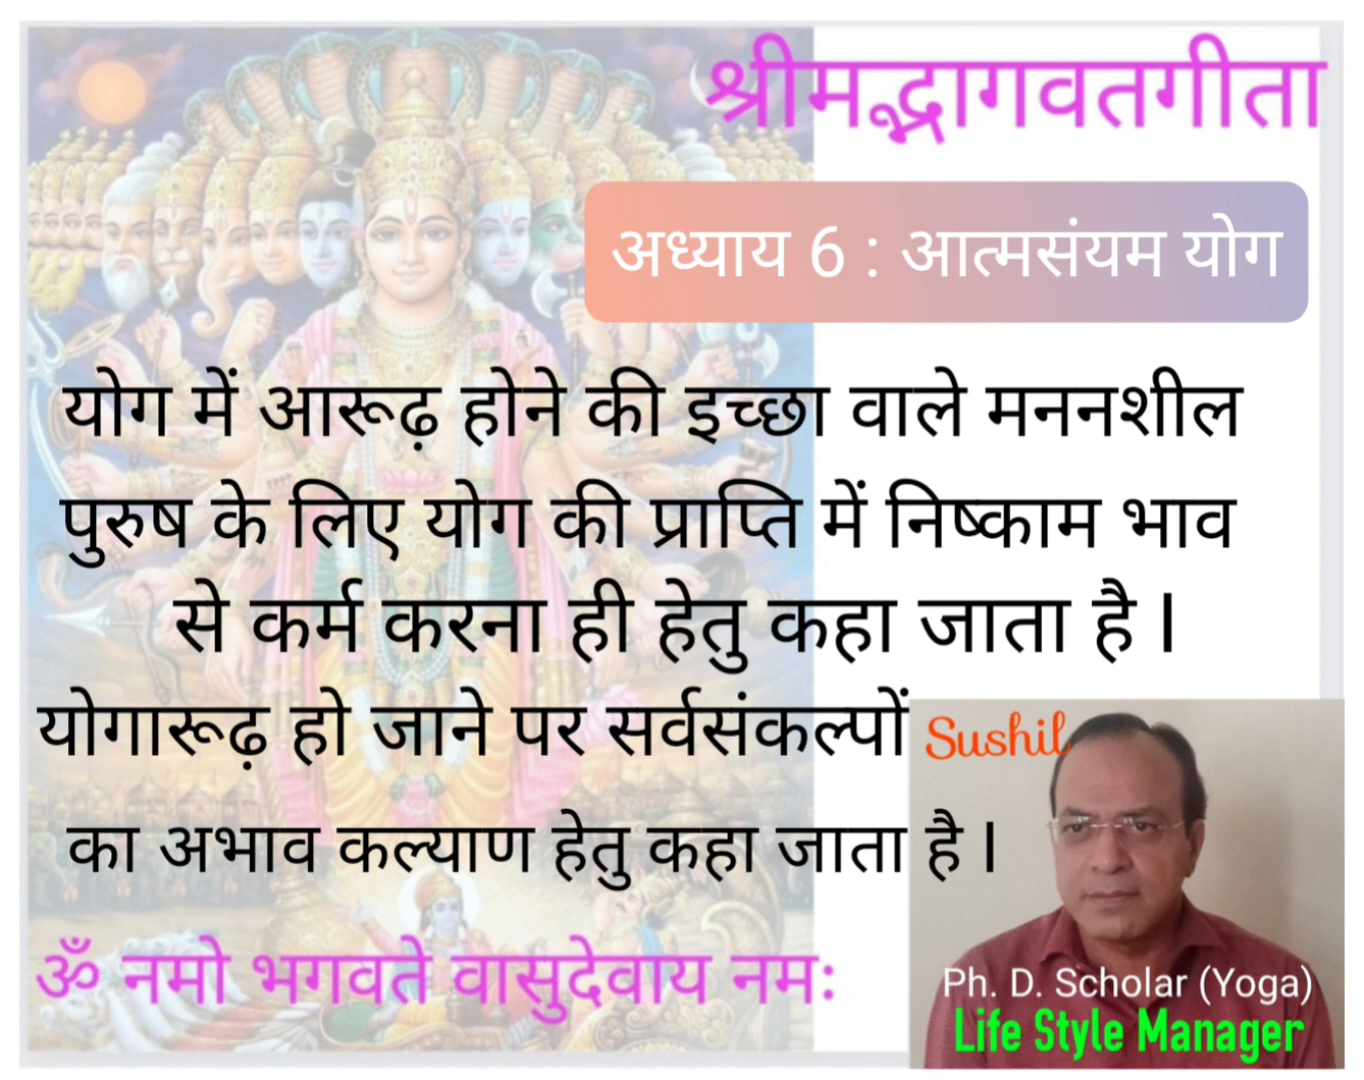 श्रीमद्भागवतगीता
अध्याय 6 : आत्मसंयम योग
योग में आरूढ़ होने की इच्छा वाले मननशील
पुरुष के लिए योग की प्राप्ति में निष्काम भाव
से कर्म करना ही हेतु कहा जाता है I
योगारूढ़ हो जाने पर सर्वसंकल्पों
का अभाव कल्याण हेतु कहा जाता है I
ॐ नमो भगवते वासुदेवाय नमः
Sushil
Ph. D. Scholar (Yoga)
Life Style Manager